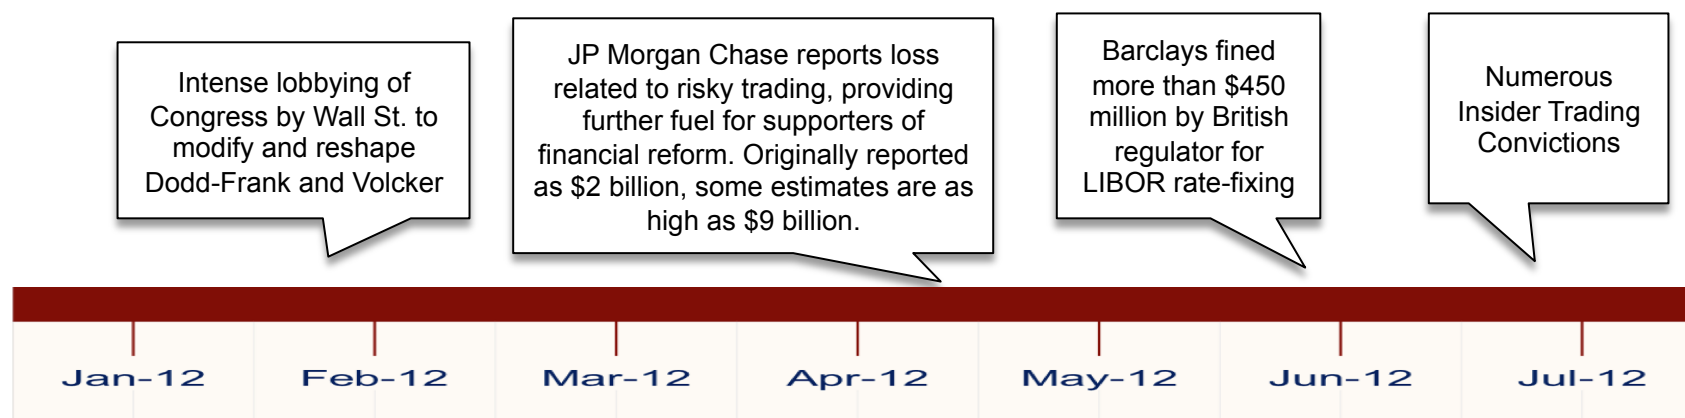 Intense lobbying of
Congress by Wall St. to
modify and reshape
Dodd-Frank and Volcker
JP Morgan Chase reports loss
related to risky trading, providing
further fuel for supporters of
financial reform. Originally reported
as $2 billion, some estimates are as
high as $9 billion.
Barclays fined
more than $450
million by British
regulator for
LIBOR rate-fixing
Numerous
Insider Trading
Convictions
Jan-12 Feb-12 Mar-12 Apr-12 May-12 Jun-12 Jul-12